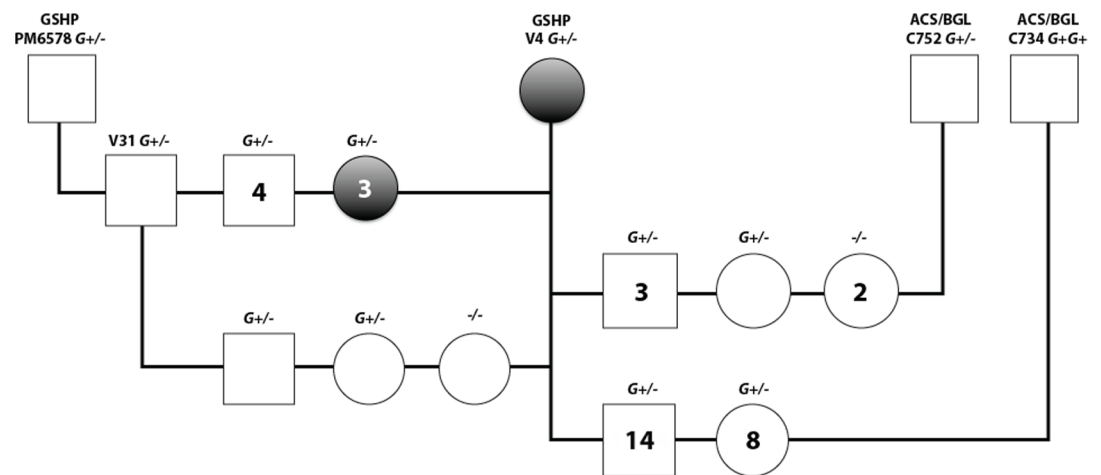 GSHP
PM6578 G+/-
GSHP
V4 G+/-
ACS/BGL
C752 G+/-
ACS/BGL
C734 G+G+
V31 G+/-
G+/-
G+/-
4
3
G+/-
G+/-
-/-
3
2
G+/-
G+/-
-/-
G+/-
G+/-
14
8